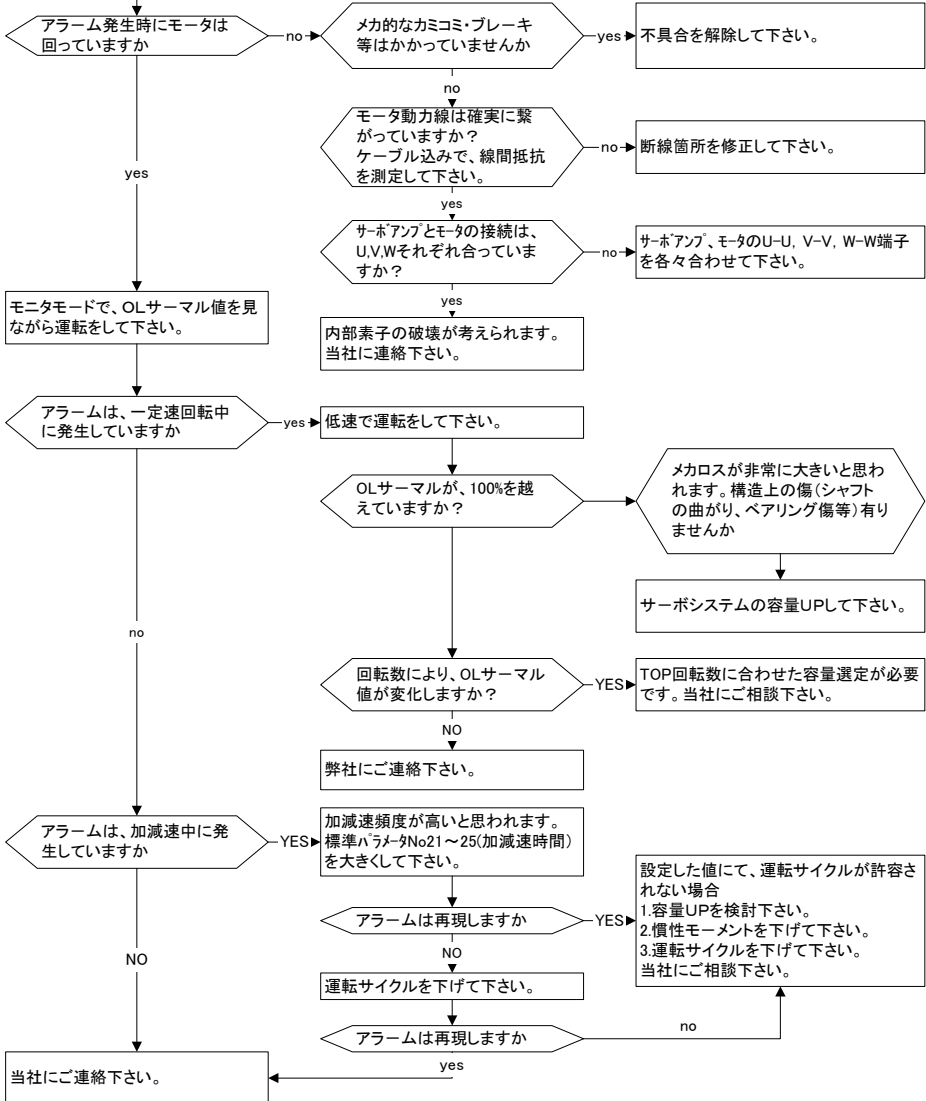 アラーム発生時にモータは
回っていますか
no
メカ的なカミコミ・ブレーキ
等はかかっていませんか
yes
不具合を解除して下さい。
no
モータ動力線は確実に繋
がっていますか？
ケーブル込みで、線間抵抗
を測定して下さい。
no
断線箇所を修正して下さい。
yes
yes
サーボアンプとモータの接続は、
U,V,Wそれぞれ合っていま
すか？
no
サーボアンプ、モータのU-U, V-V, W-W端子
を各々合わせて下さい。
yes
モニタモードで、OLサーマル値を見
ながら運転をして下さい。
内部素子の破壊が考えられます。
当社に連絡下さい。
アラームは、一定速回転中
に発生していますか
yes
低速で運転をして下さい。
OLサーマルが、100%を越
えていますか？
メカロスが非常に大きいと思わ
れます。構造上の傷（シャフト
の曲がり、ベアリング傷等）有り
ませんか
サーボシステムの容量UPして下さい。
no
回転数により、OLサーマル
値が変化しますか？
YES
TOP回転数に合わせた容量選定が必要
です。当社にご相談下さい。
NO
弊社にご連絡下さい。
アラームは、加減速中に発
生していますか
YES
加減速頻度が高いと思われます。
標準パラメータNo21～25(加減速時間)
を大きくして下さい。
アラームは再現しますか
YES
設定した値にて、運転サイクルが許容さ
れない場合
1.容量UPを検討下さい。
2.慣性モーメントを下げて下さい。
3.運転サイクルを下げて下さい。
当社にご相談下さい。
NO
NO
運転サイクルを下げて下さい。
アラームは再現しますか
no
yes
当社にご連絡下さい。